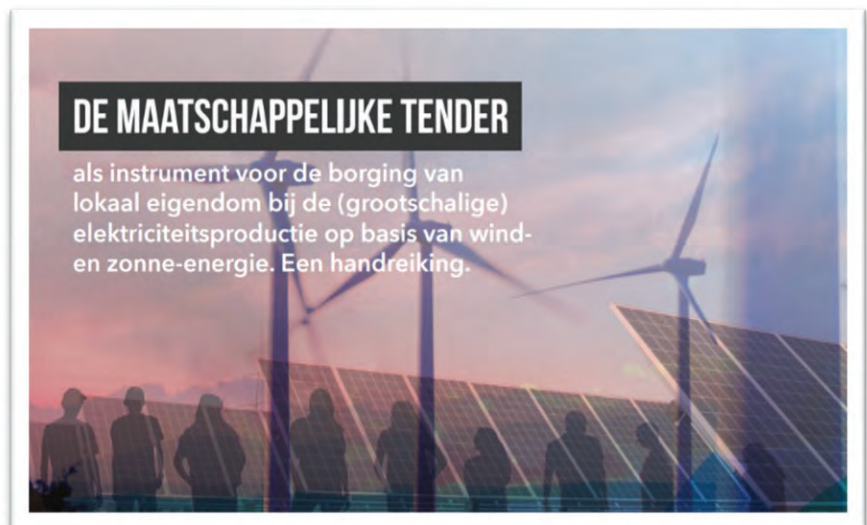 DE MAATSCHAPPELIJKE TENDER
als instrument voor de borging van
lokaal eigendom bij de (grootschalige)
elektriciteitsproductie op basis van wind-
en zonne-energie. Een handreiking.